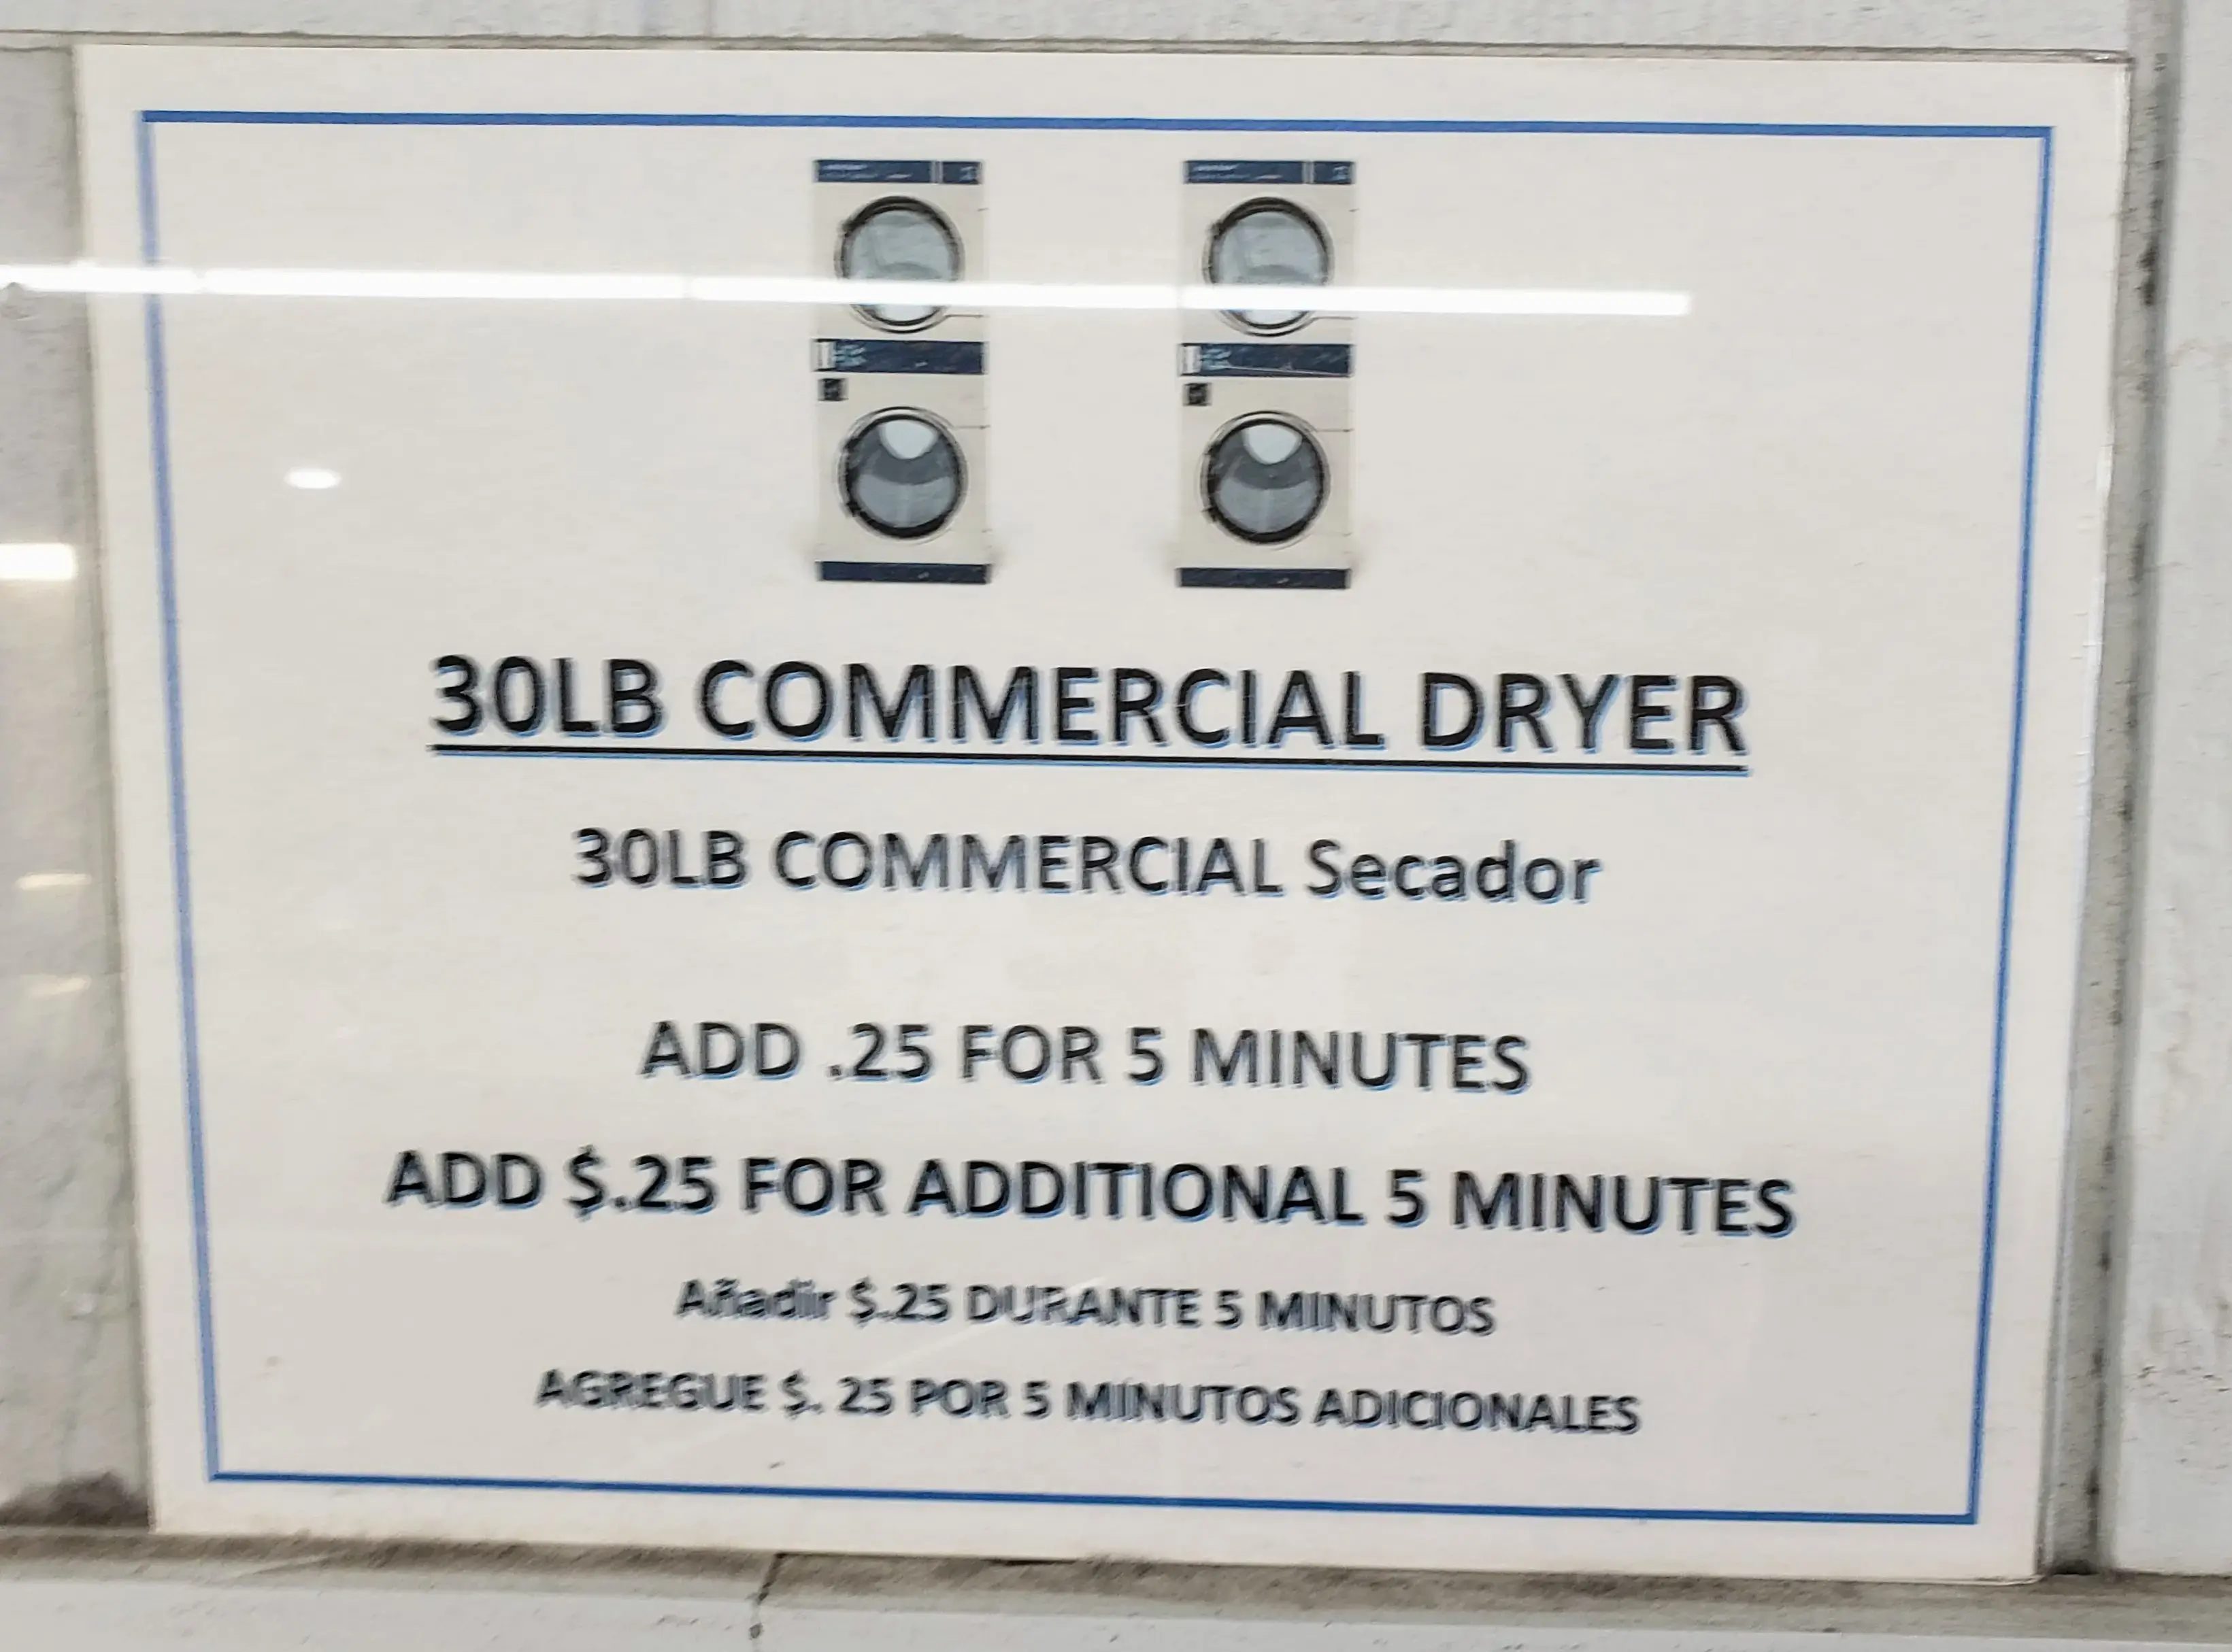 30LB COMMERCIAL DRYER
30LB COMMERCIAL Secador
ADD .25 FOR 5 MINUTES
ADD $.25 FOR ADDITIONAL 5 MINUTES
Añadir $.25 DURANTE 5 MINUTOS
AGREGUE $. 25 POR 5 MINUTOS ADICIONALES